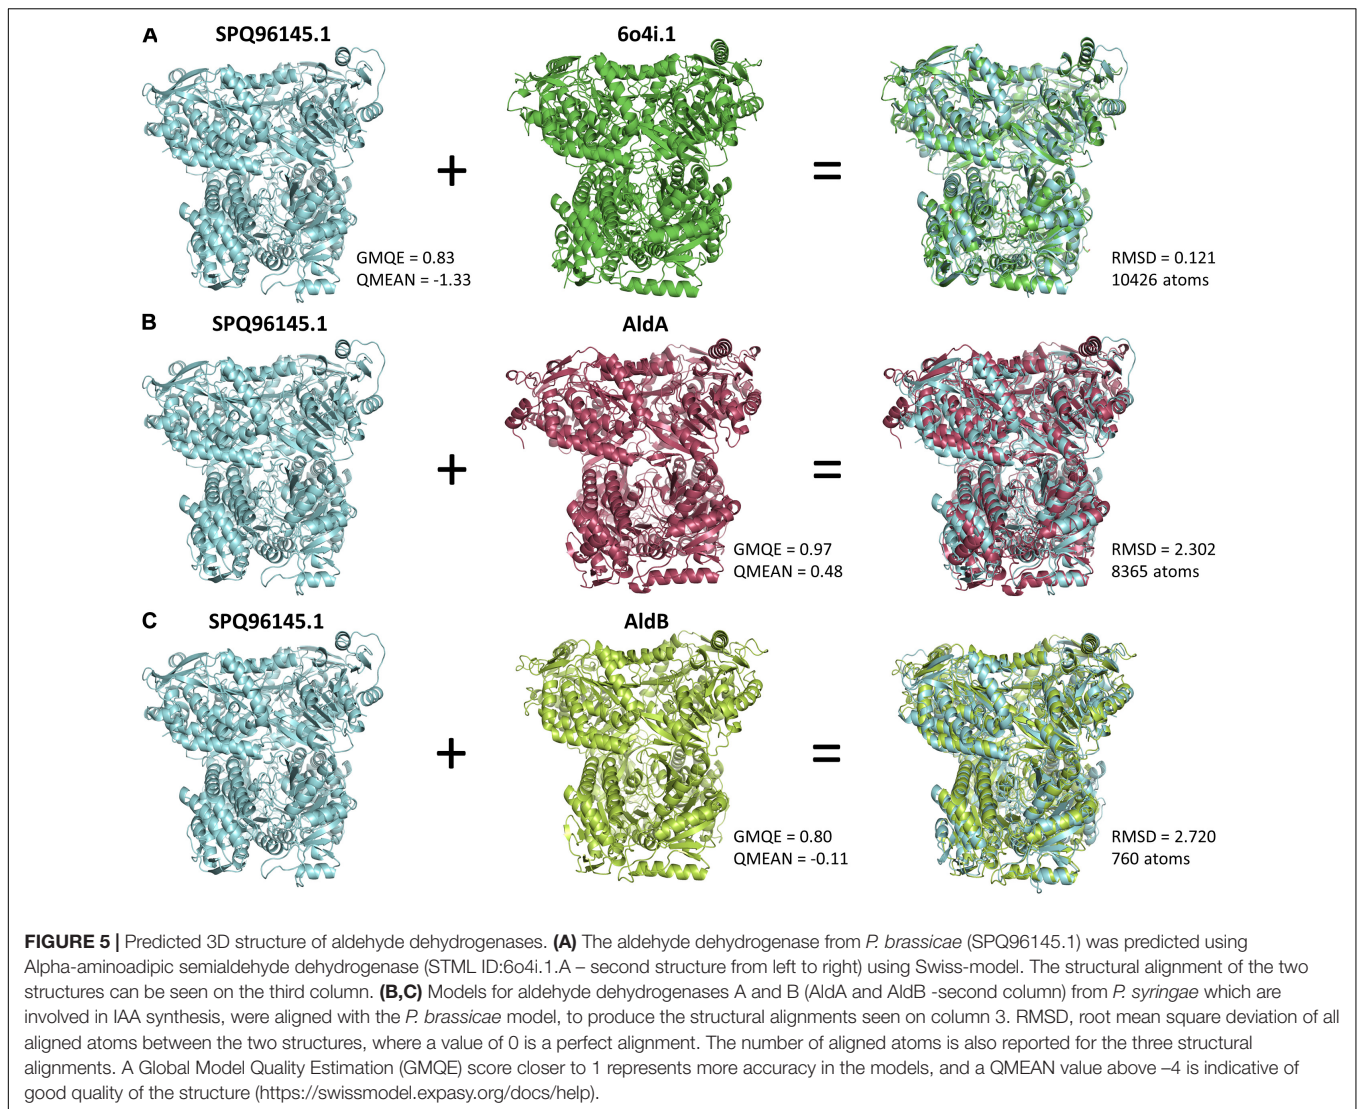 A
SPQ96145.1
6o4i.1
+
=
GMQE = 0.83
QMEAN = -1.33
RMSD = 0.121
10426 atoms
B
SPQ96145.1
AldA
+
=
GMQE = 0.97
QMEAN = 0.48
RMSD = 2.302
8365 atoms
C
SPQ96145.1
AldB
+
=
GMQE = 0.80
QMEAN = -0.11
RMSD = 2.720
760 atoms
FIGURE 5 | Predicted 3D structure of aldehyde dehydrogenases. (A) The aldehyde dehydrogenase from P. brassicae (SPQ96145.1) was predicted using
Alpha-aminoadipic semialdehyde dehydrogenase (STML ID:6o4i.1.A – second structure from left to right) using Swiss-model. The structural alignment of the two
structures can be seen on the third column. (B,C) Models for aldehyde dehydrogenases A and B (AldA and AldB -second column) from P. syringae which are
involved in IAA synthesis, were aligned with the P. brassicae model, to produce the structural alignments seen on column 3. RMSD, root mean square deviation of all
aligned atoms between the two structures, where a value of 0 is a perfect alignment. The number of aligned atoms is also reported for the three structural
alignments. A Global Model Quality Estimation (GMQE) score closer to 1 represents more accuracy in the models, and a QMEAN value above –4 is indicative of
good quality of the structure (https://swissmodel.expasy.org/docs/help).